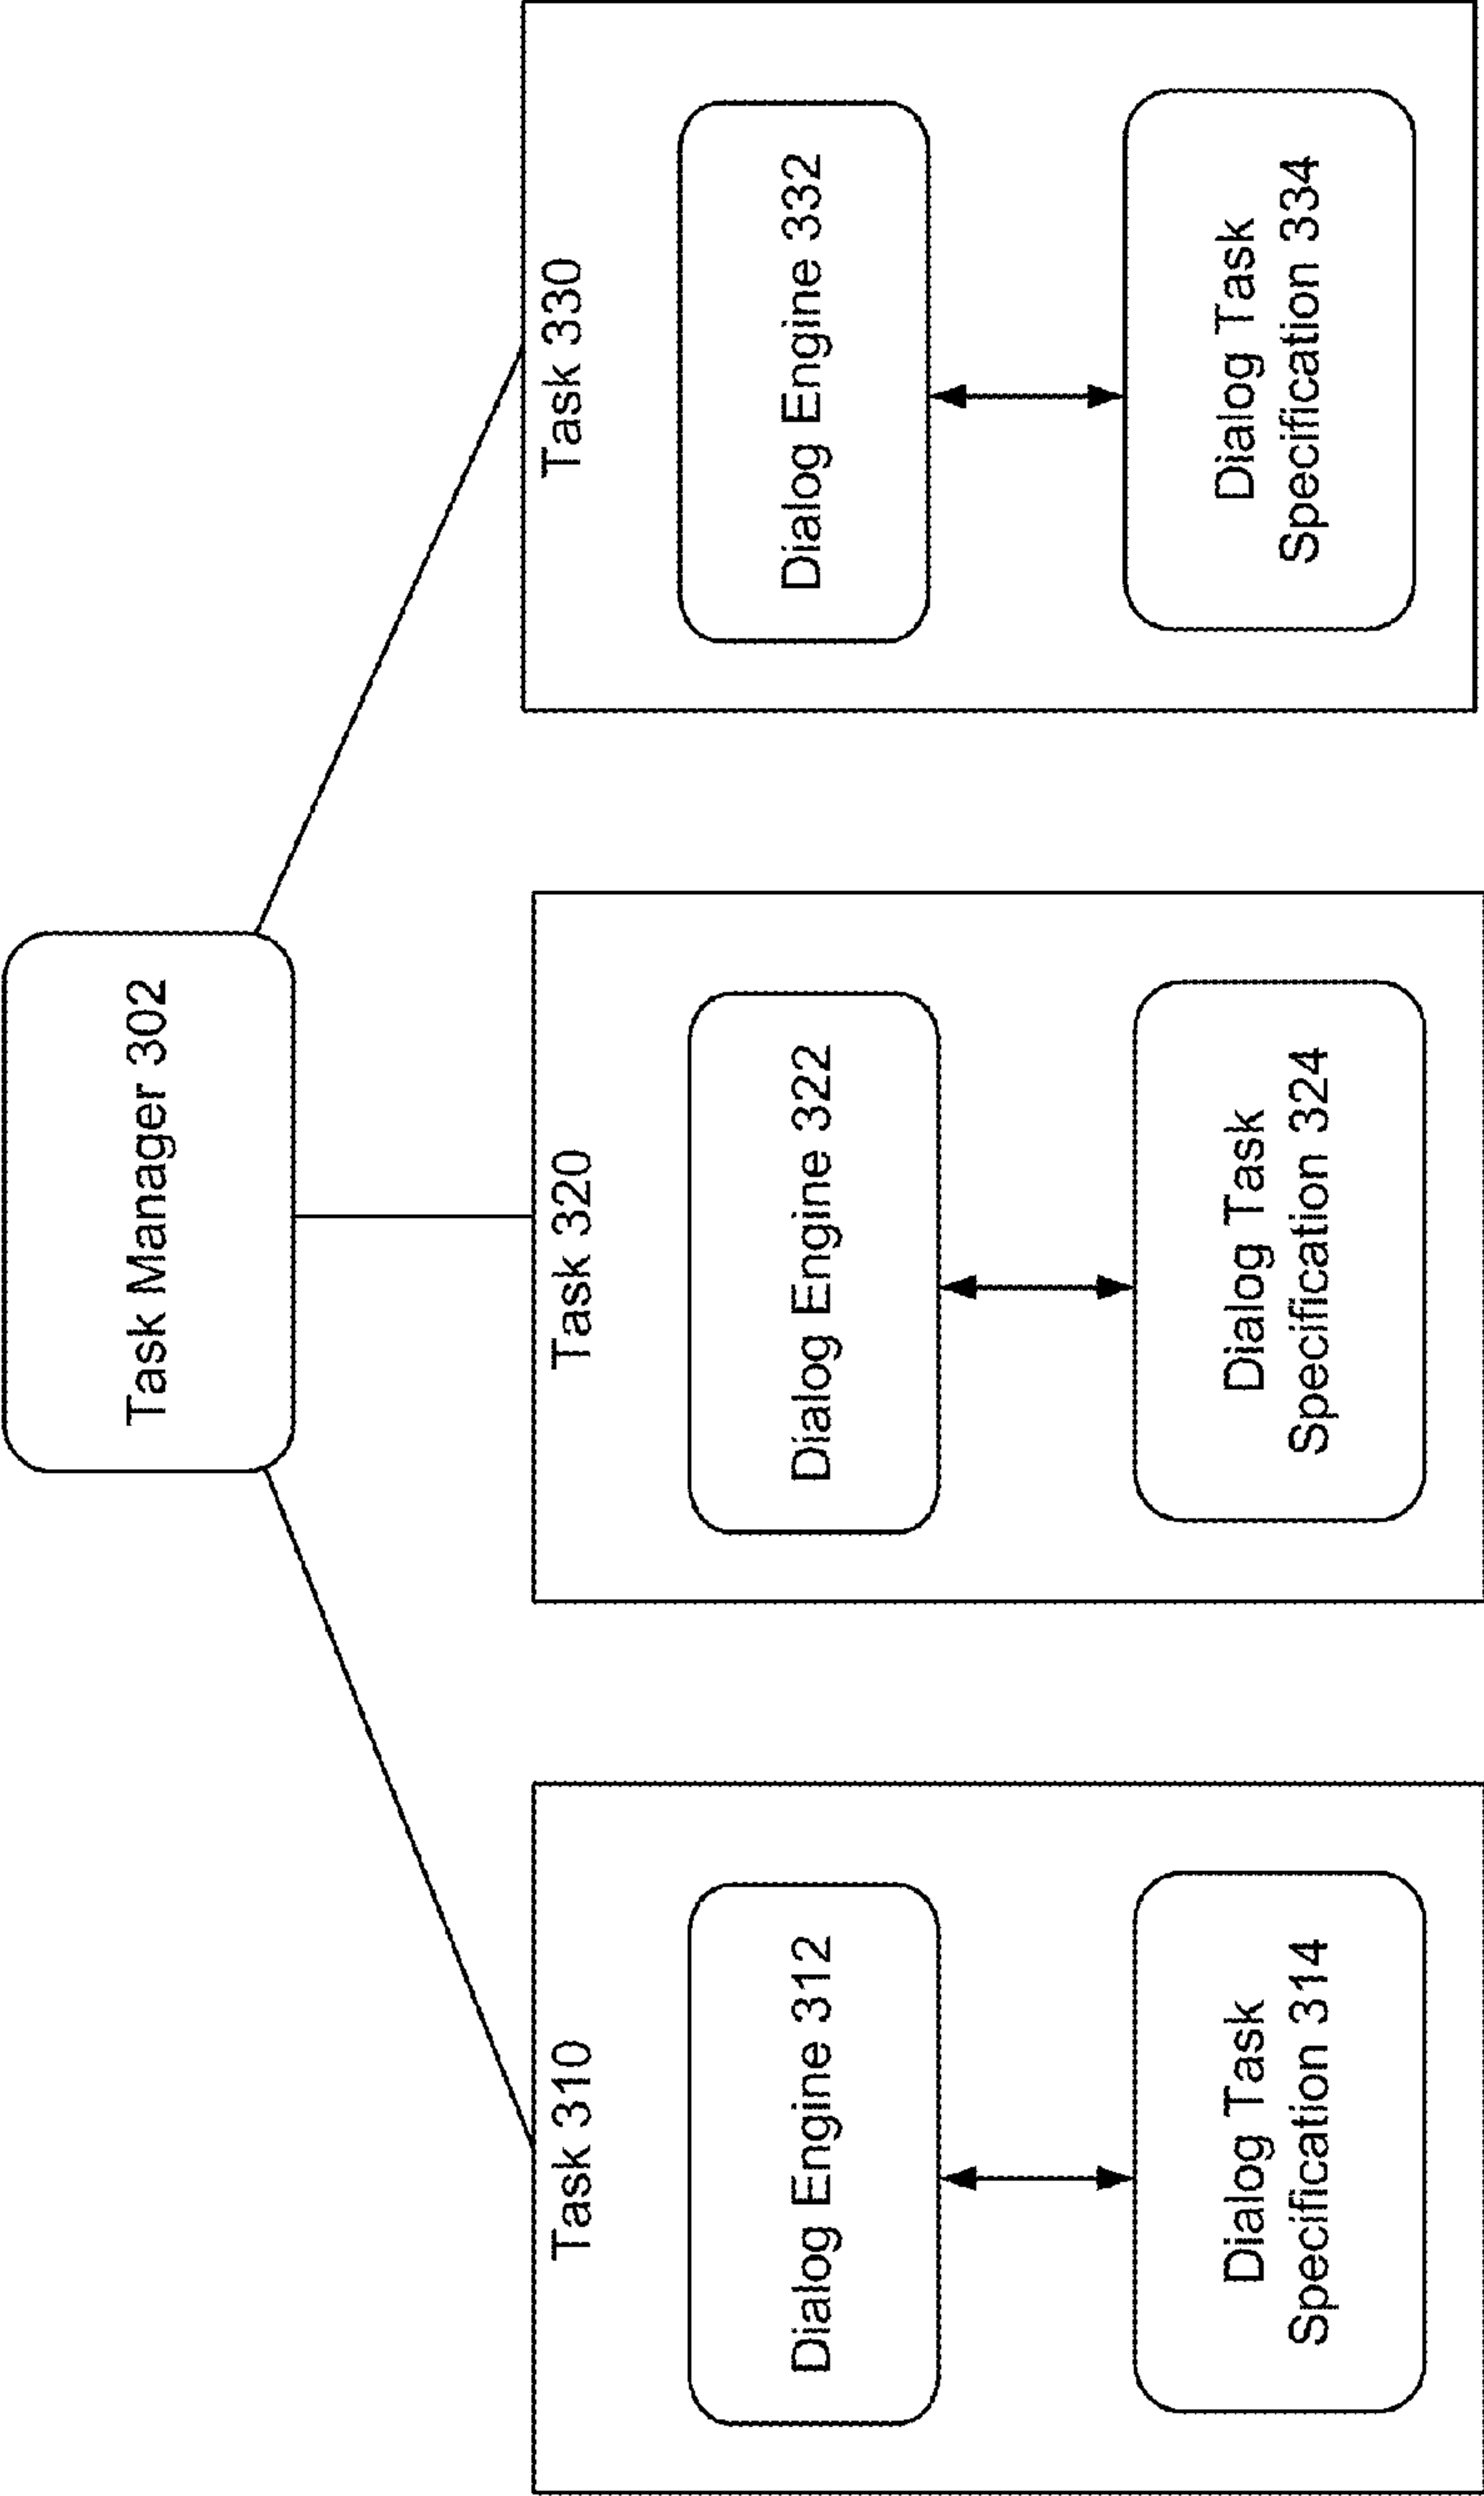 Task Manager 302
Task 310
Dialog Engine 312
Dialog Task
Specification 314
Task 320
Dialog Engine 322
Dialog Task
Specification 324
Task 330
Dialog Engine 332
Dialog Task
Specification 334